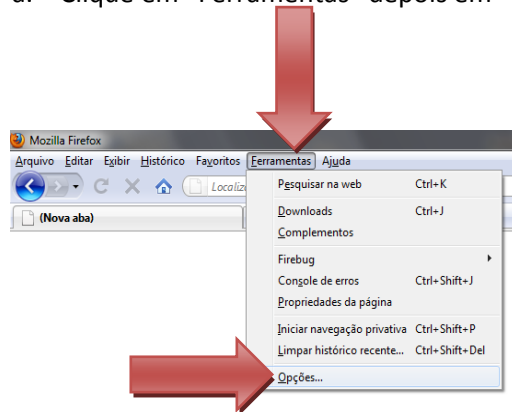 a. Clique em "Ferramentas" depois em
Mozilla Firefox
Arquivo Editar Exibir Histórico Favoritos Ferramentas Ajuda
Localiz
(Nova aba)
Pesquisar na web Ctrl+K
Downloads Ctrl+J
Complementos
Firebug
Console de erros Ctrl+Shift+J
Propriedades da página
Iniciar navegação privativa Ctrl+Shift+P
Limpar histórico recente... Ctrl+Shift+Del
Opções...